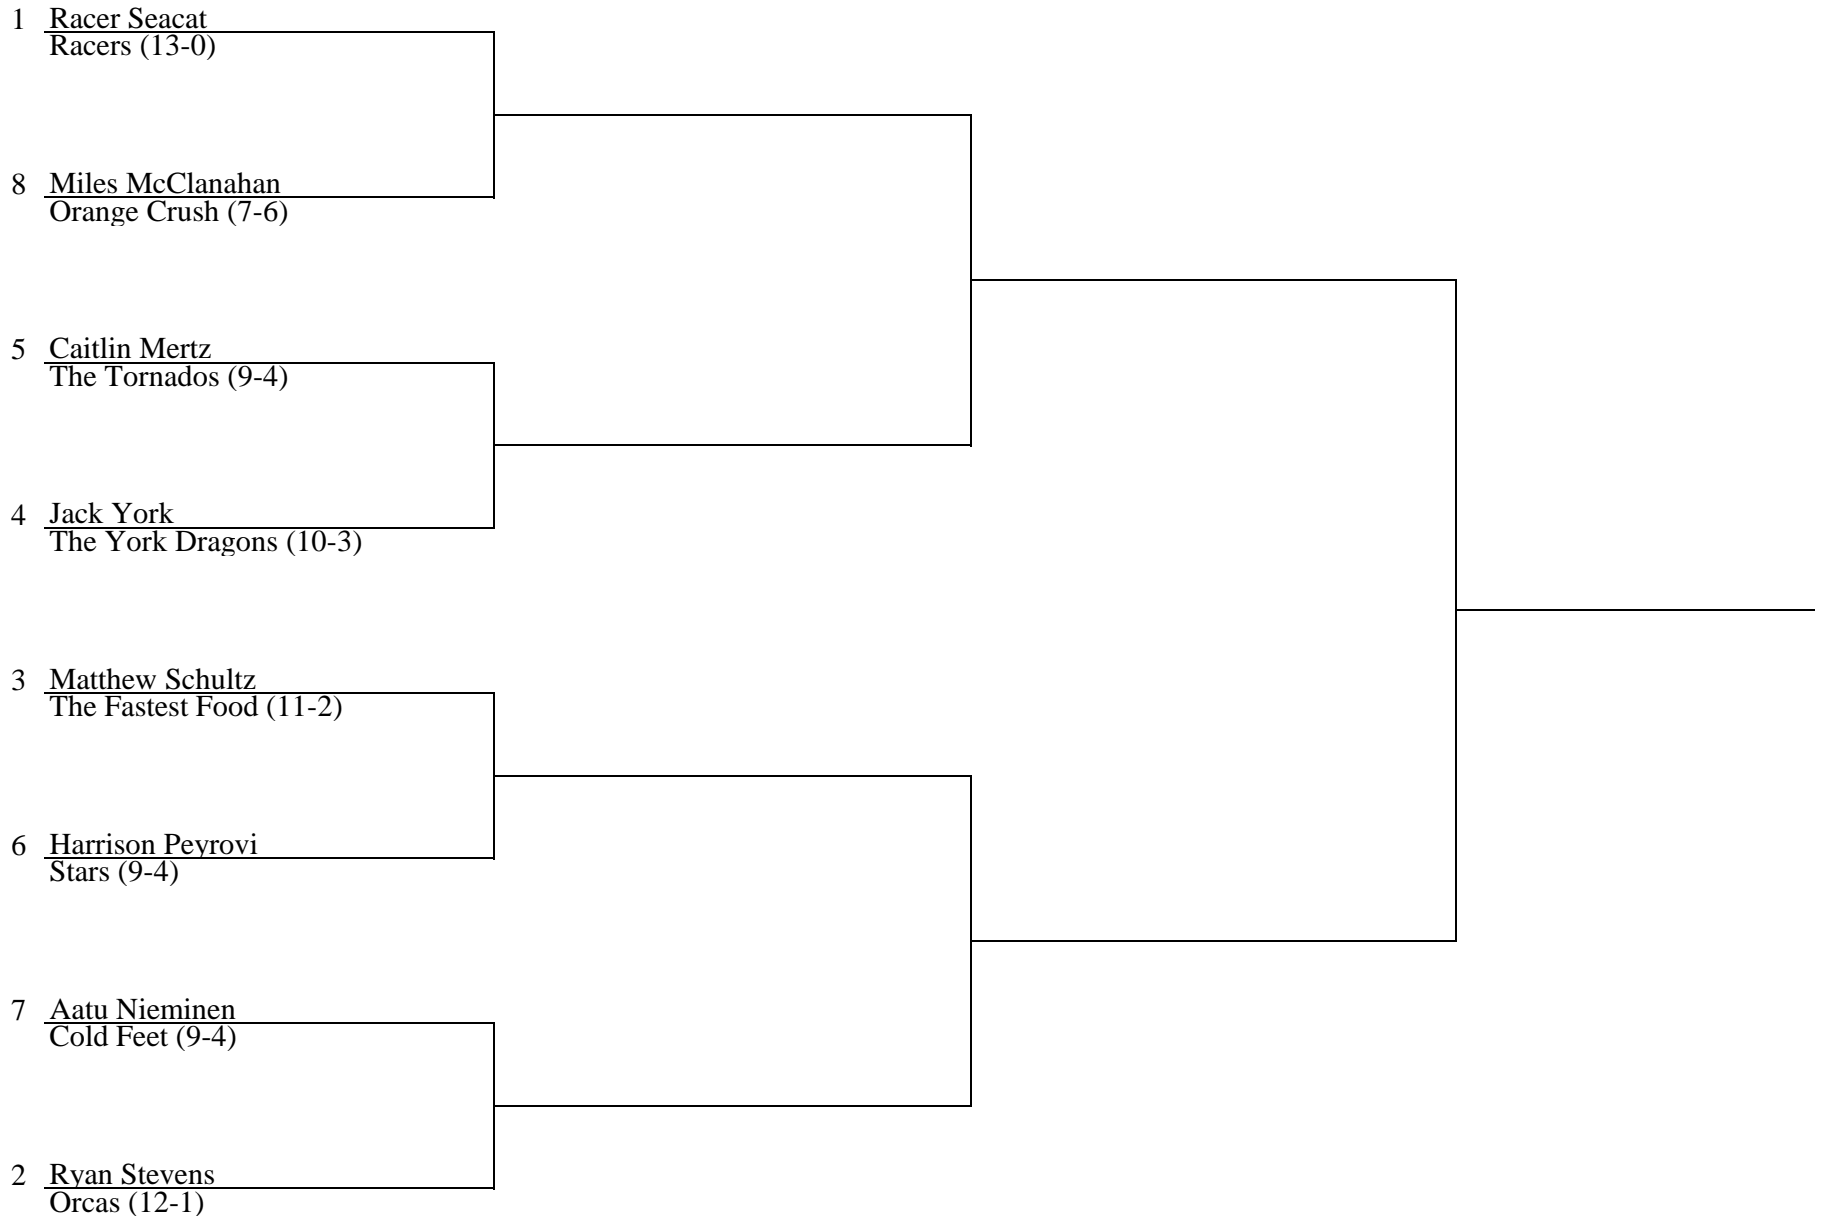 1 Racer Seacat
Racers (13-0)
8 Miles McClanahan
Orange Crush (7-6)
5 Caitlin Mertz
The Tornados (9-4)
4 Jack York
The York Dragons (10-3)
3 Matthew Schultz
The Fastest Food (11-2)
6 Harrison Peyrovi
Stars (9-4)
7 Aatu Nieminen
Cold Feet (9-4)
2 Ryan Stevens
Orcas (12-1)